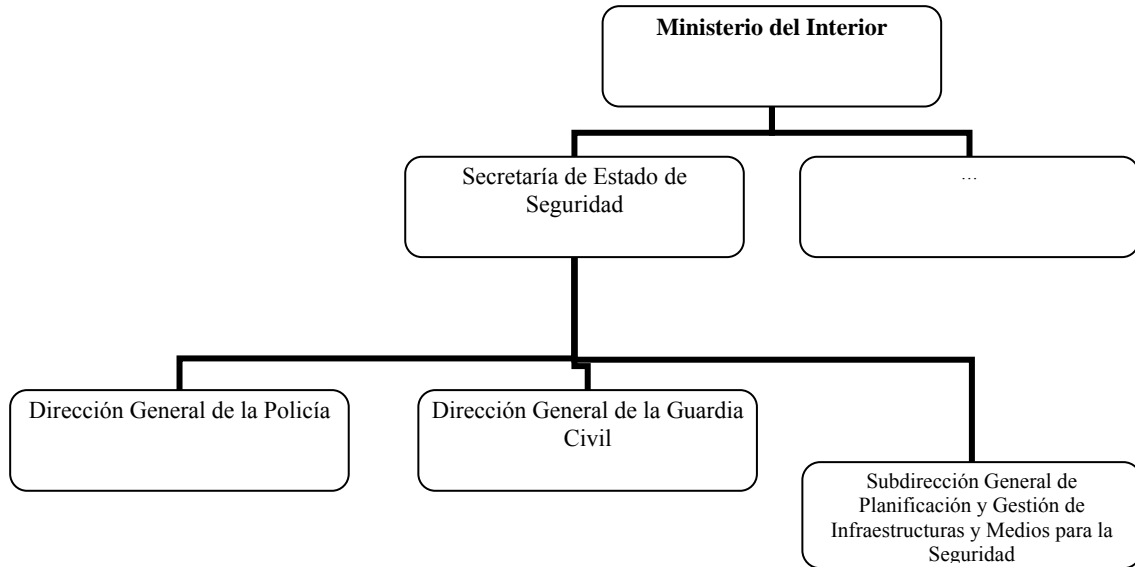 Ministerio del Interior
Secretaría de Estado de
Seguridad
...
Dirección General de la Policía
Dirección General de la Guardia
Civil
Subdirección General de
Planificación y Gestión de
Infraestructuras y Medios para la
Seguridad